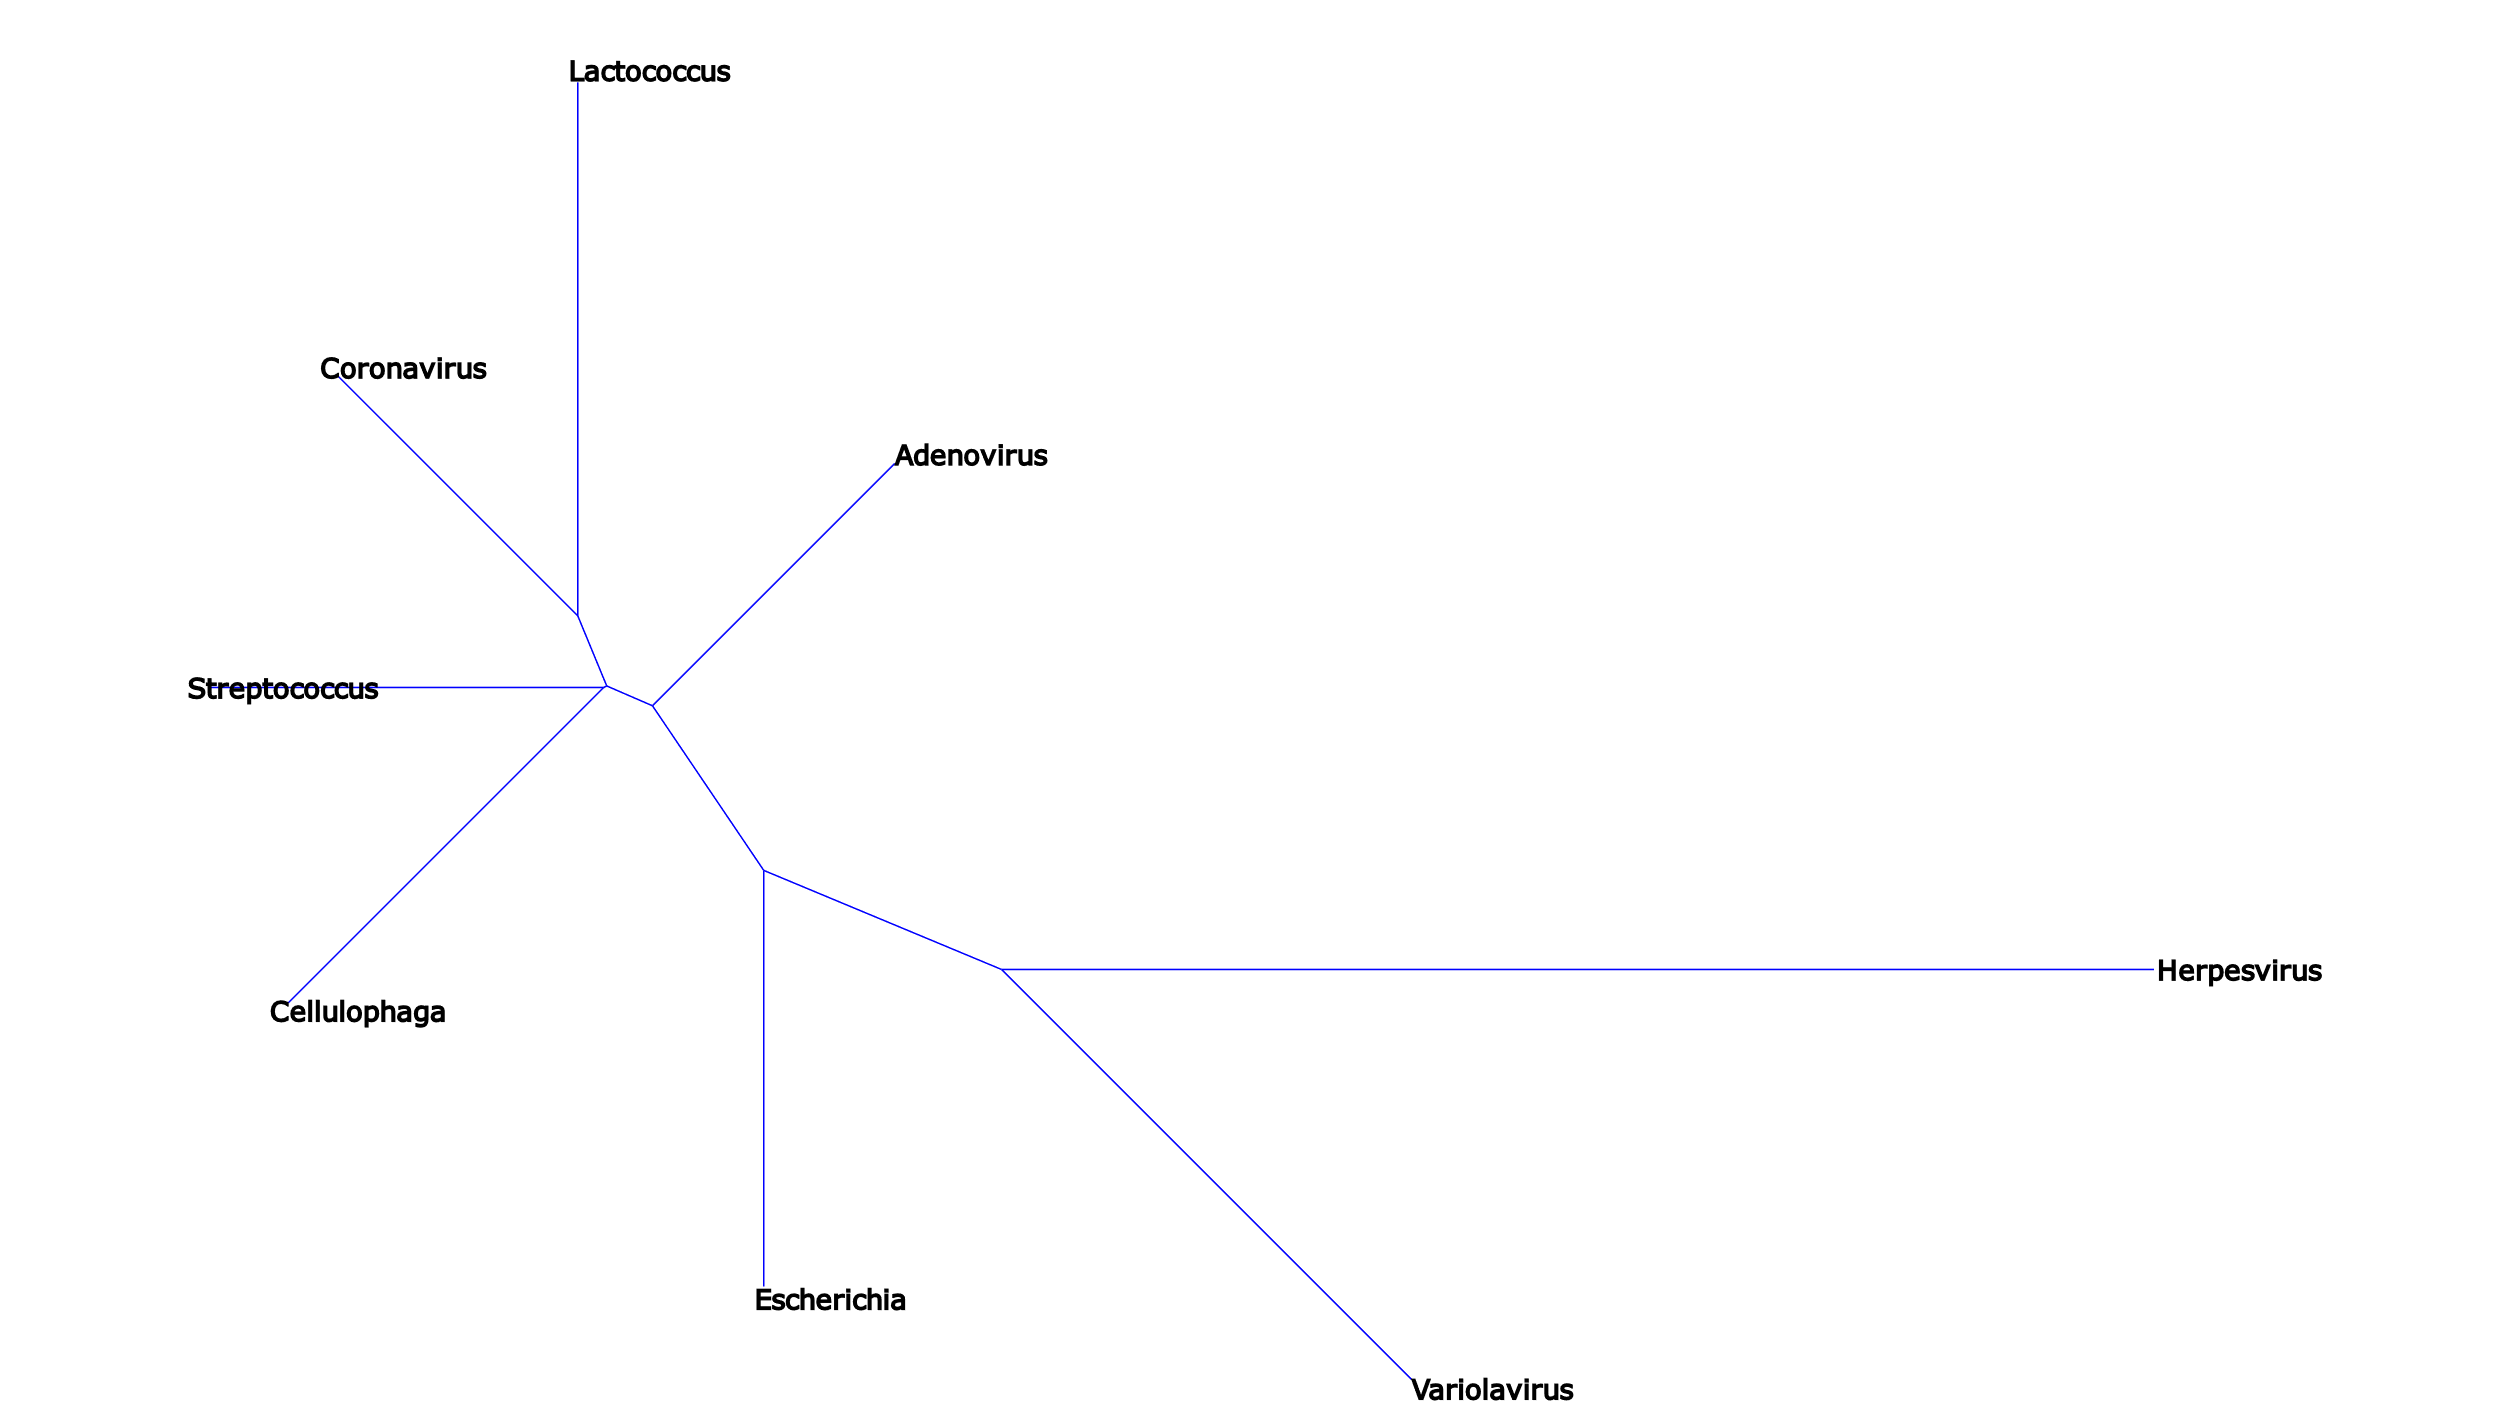 Lactococcus
Coronavirus
Adenovirus
Streptococcus
Herpesvirus
Cellulophaga
Escherichia
Variolavirus